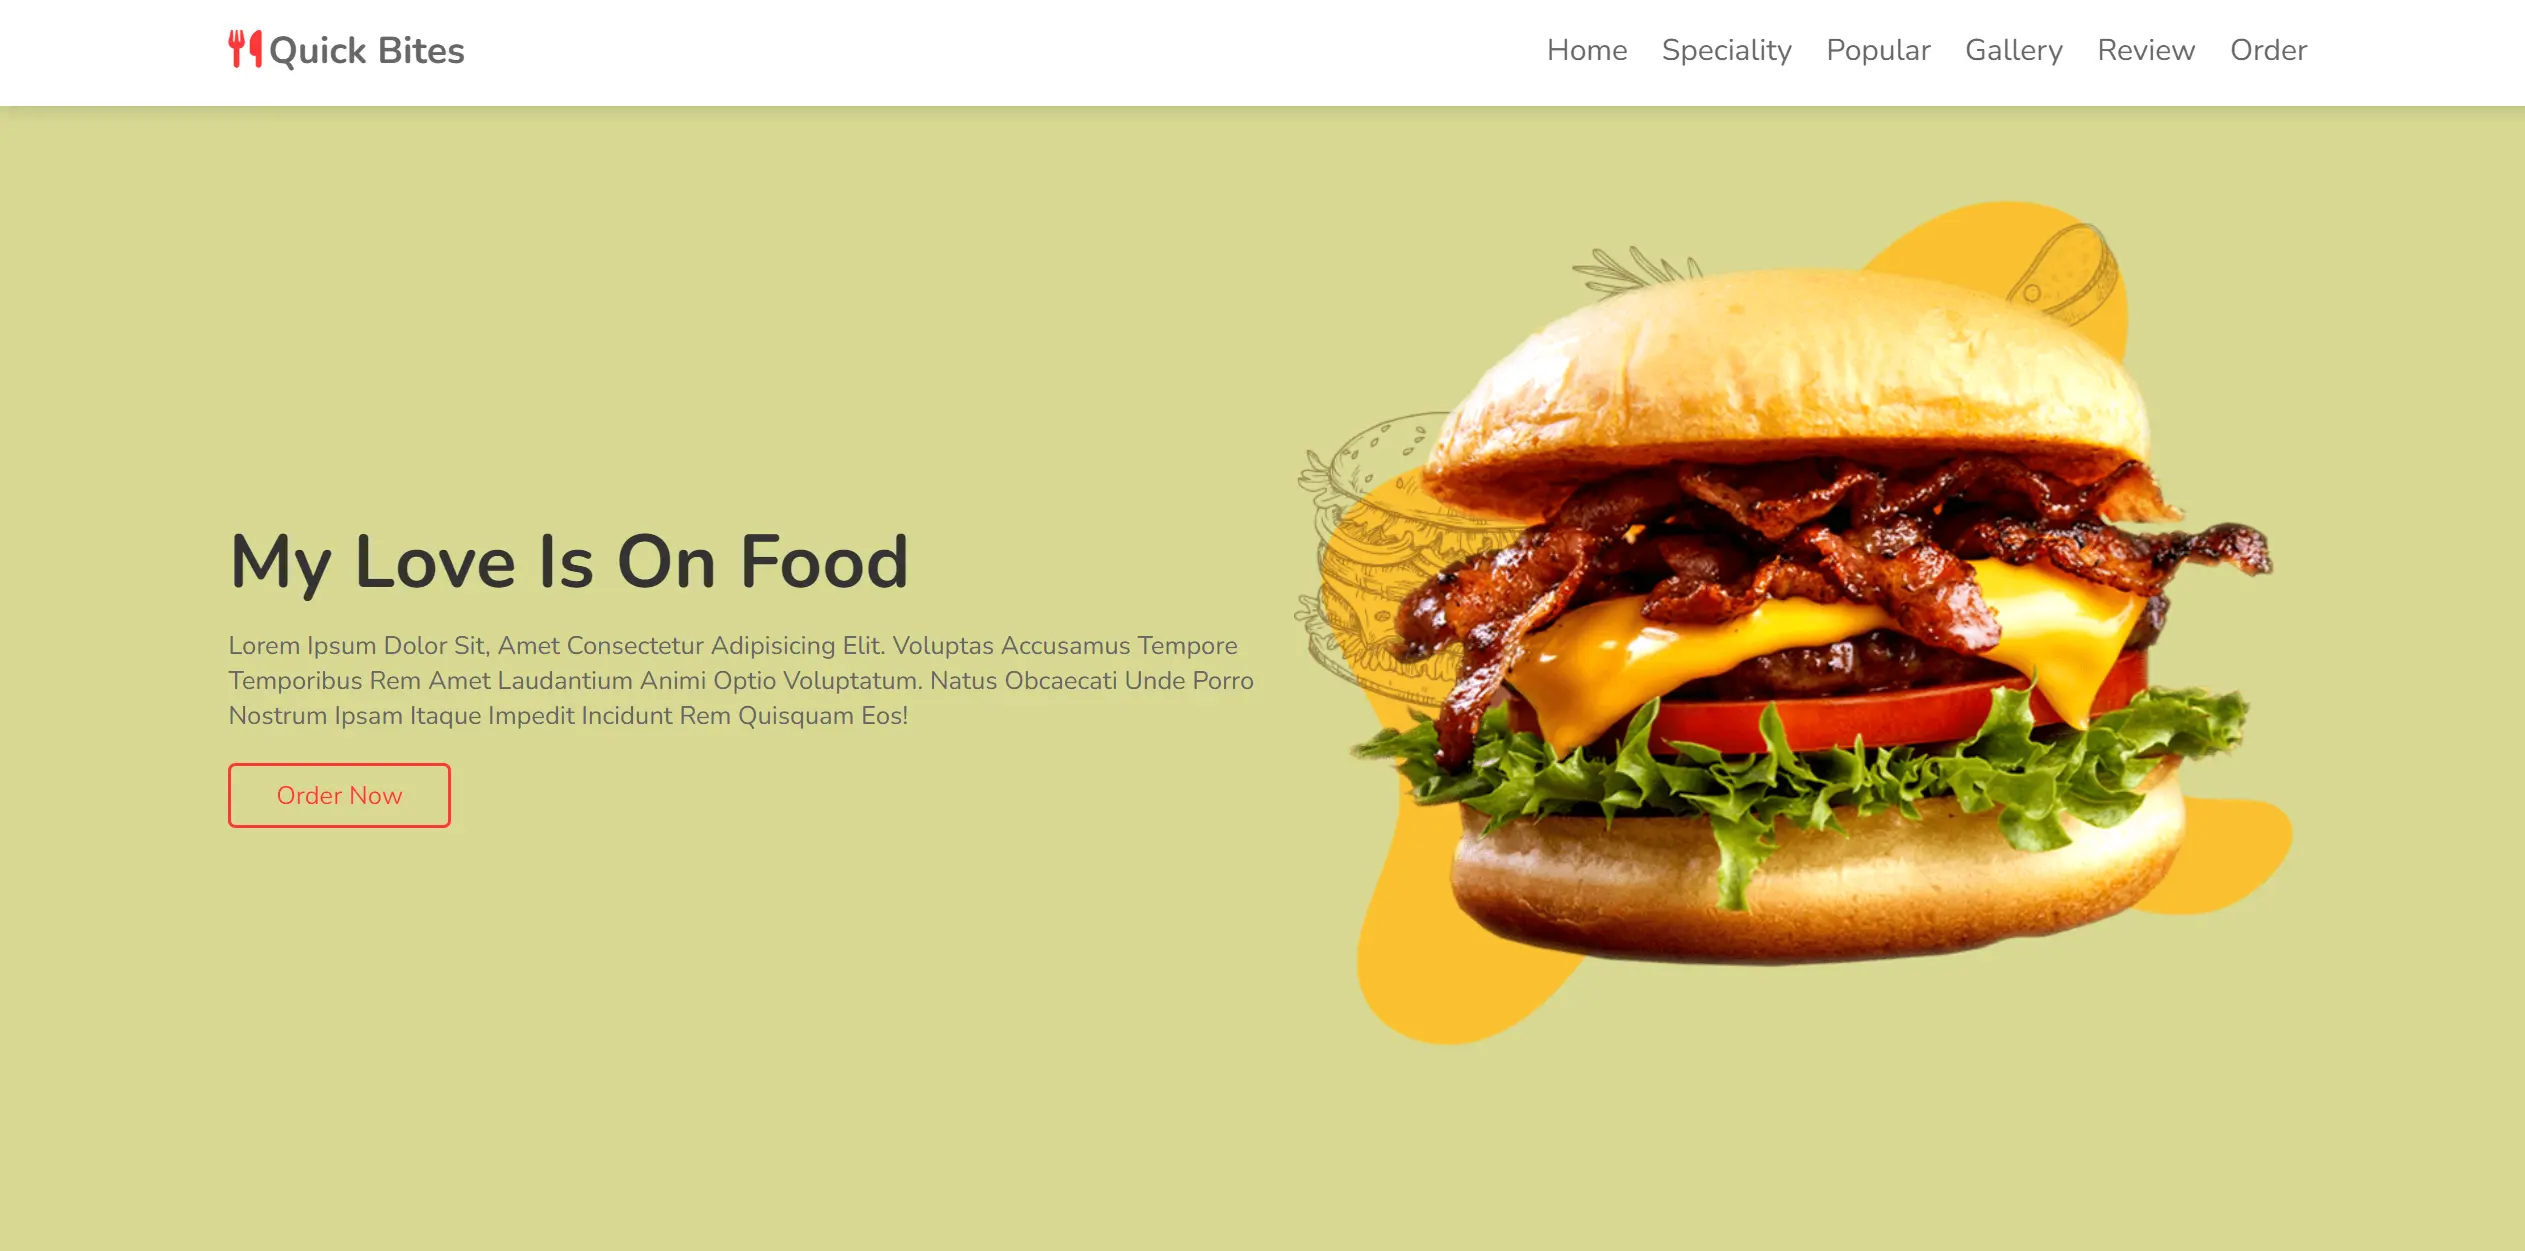 Quick Bites
Home Speciality Popular Gallery Review Order
My Love Is On Food
Lorem Ipsum Dolor Sit, Amet Consectetur Adipisicing Elit. Voluptas Accusamus Tempore
Temporibus Rem Amet Laudantium Animi Optio Voluptatum. Natus Obcaecati Unde Porro
Nostrum Ipsam Itaque Impedit Incidunt Rem Quisquam Eos!
Order Now